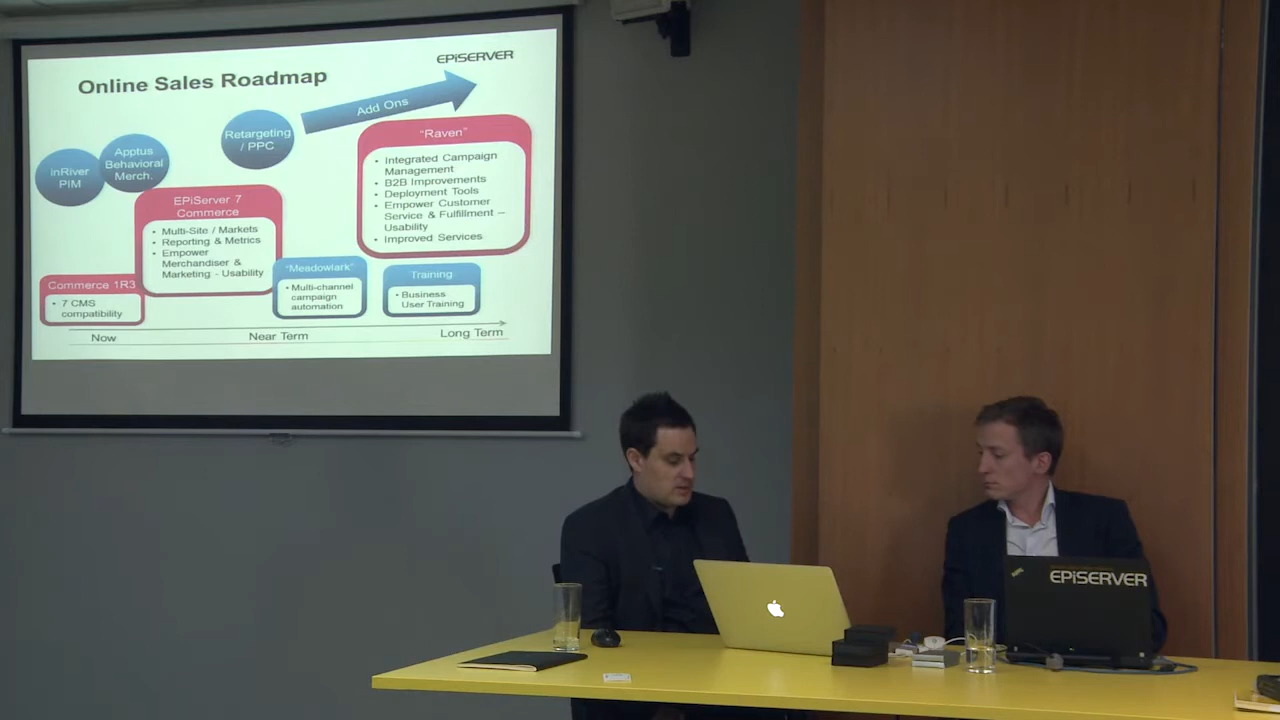 EPiSERVER
Online Sales Roadmap
Add Ons
Retargeting
/ PPC
Apptus
Behavioral
Merch.
inRiver
PIM
"Raven"
• Integrated Campaign
Management
• B2B Improvements
• Deployment Tools
• Empower Customer
Service & Fulfillment –
Usability
• Improved Services
EPiServer 7
Commerce
• Multi-Site / Markets
• Reporting & Metrics
• Empower
Merchandiser &
Marketing - Usability
"Meadowlark"
• Multi-channel
campaign
automation
Training
• Business
User Training
Commerce 1R3
• 7 CMS
compatibility
Now
Near Term
Long Term
EPiSERVER